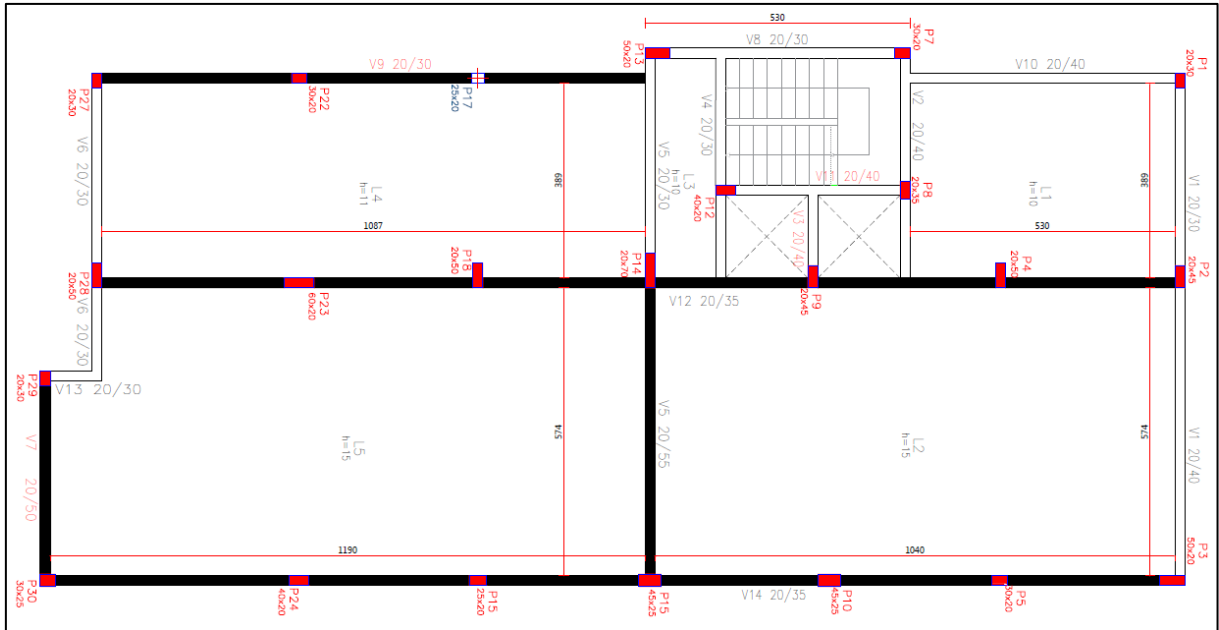 530
V8 20/30
P7
30x20
P13
50x20
V9 20/30
V10 20/40
P1
20x30
P27
20x30
P22
30x20
P17
25x20
V6 20/30
V5 20/30
V4 20/30
V2 20/40
V1 20/30
L4
h=11
389
L3
h=10
V11 20/40
P12
40x20
P8
20x35
L1
h=10
389
1087
530
V3 20/40
P28
20x50
P18
20x50
P14
20x70
P4
20x50
P2
20x45
P23
60x20
P9
20x45
V12 20/35
V6 20/30
P29
20x30
V13 20/30
V7 20/50
L5
h=15
574
V5 20/55
L2
h=15
574
V1 20/40
1190
1040
P3
50x20
P30
30x25
P24
40x20
P15
25x20
P15
45x25
V14 20/35
P10
45x25
P5
30x20